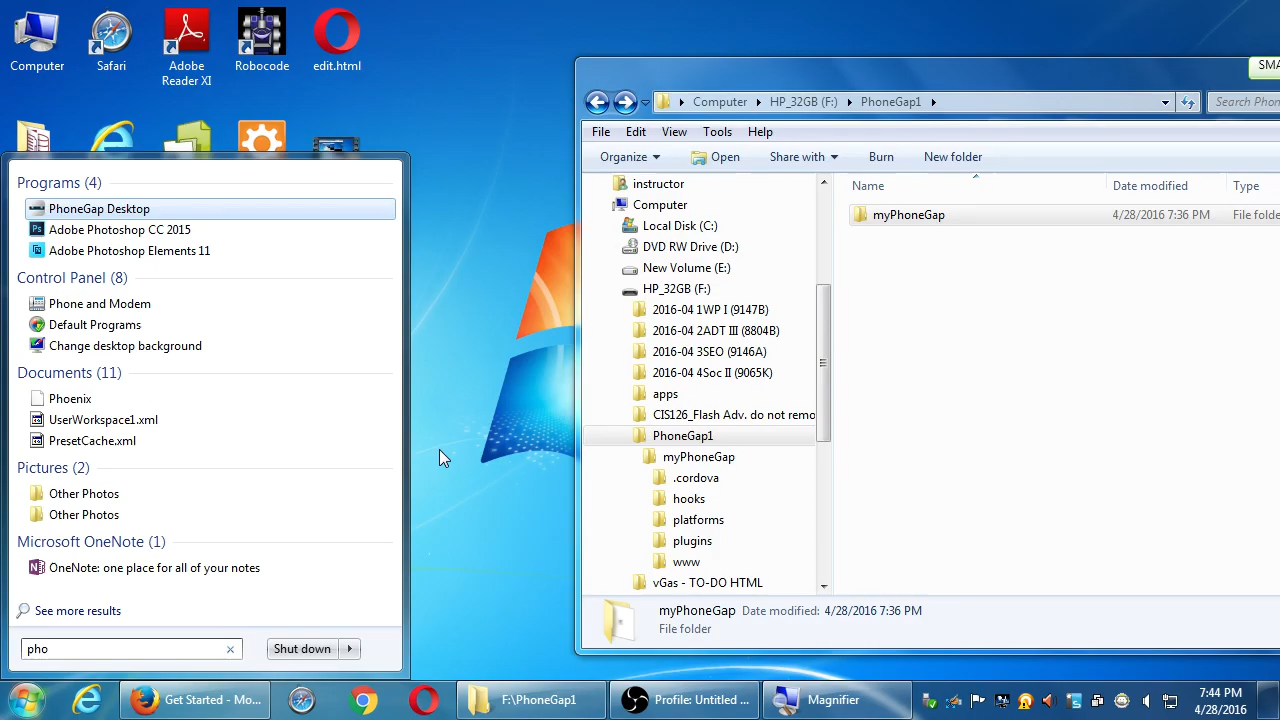 Computer
Safari
Adobe
Reader XI
Robocode
edit.html
Programs (4)
PhoneGap Desktop
Adobe Photoshop CC 2015
Adobe Photoshop Elements 11
Control Panel (8)
Phone and Modem
Default Programs
Change desktop background
Documents (11)
Phoenix
UserWorkspace1.xml
PresetCache.xml
Pictures (2)
Other Photos
Other Photos
Microsoft OneNote (1)
OneNote: one place for all of your notes
See more results
pho
Shut down
SMA
Computer
HP_32GB (F:)
PhoneGap1
Search Phon
File Edit View Tools Help
Organize Open Share with Burn New folder
instructor
Computer
Local Disk (C:)
DVD RW Drive (D:)
New Volume (E:)
HP_32GB (F:)
2016-04 1WP I (9147B)
2016-04 2ADT III (8804B)
2016-04 3SEO (9146A)
2016-04 4Soc II (9065K)
apps
CIS126_Flash Adv. do not remo
PhoneGap1
myPhoneGap
.cordova
hooks
platforms
plugins
www
vGas - TO-DO HTML
Name Date modified Type
myPhoneGap 4/28/2016 7:36 PM File folde
myPhoneGap Date modified: 4/28/2016 7:36 PM
File folder
Get Started - Mo...
F:\PhoneGap1
Profile: Untitled ...
Magnifier
7:44 PM
4/28/2016